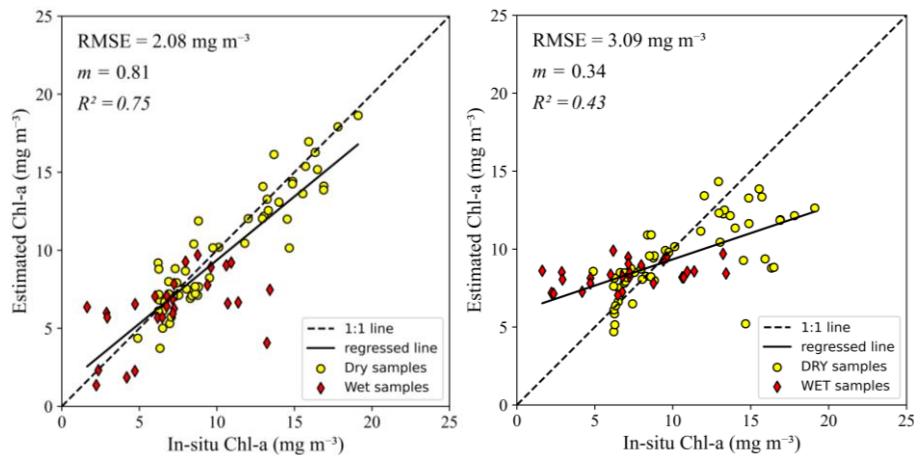 RMSE = 2.08 mg m⁻³
m = 0.81
R² = 0.75
25
20
15
10
5
0
Estimated Chl-a (mg m⁻³)
1:1 line
regressed line
Dry samples
Wet samples
0 5 10 15 20 25
In-situ Chl-a (mg m⁻³)
RMSE = 3.09 mg m⁻³
m = 0.34
R² = 0.43
25
20
15
10
5
0
Estimated Chl-a (mg m⁻³)
1:1 line
regressed line
DRY samples
WET samples
0 5 10 15 20 25
In-situ Chl-a (mg m⁻³)